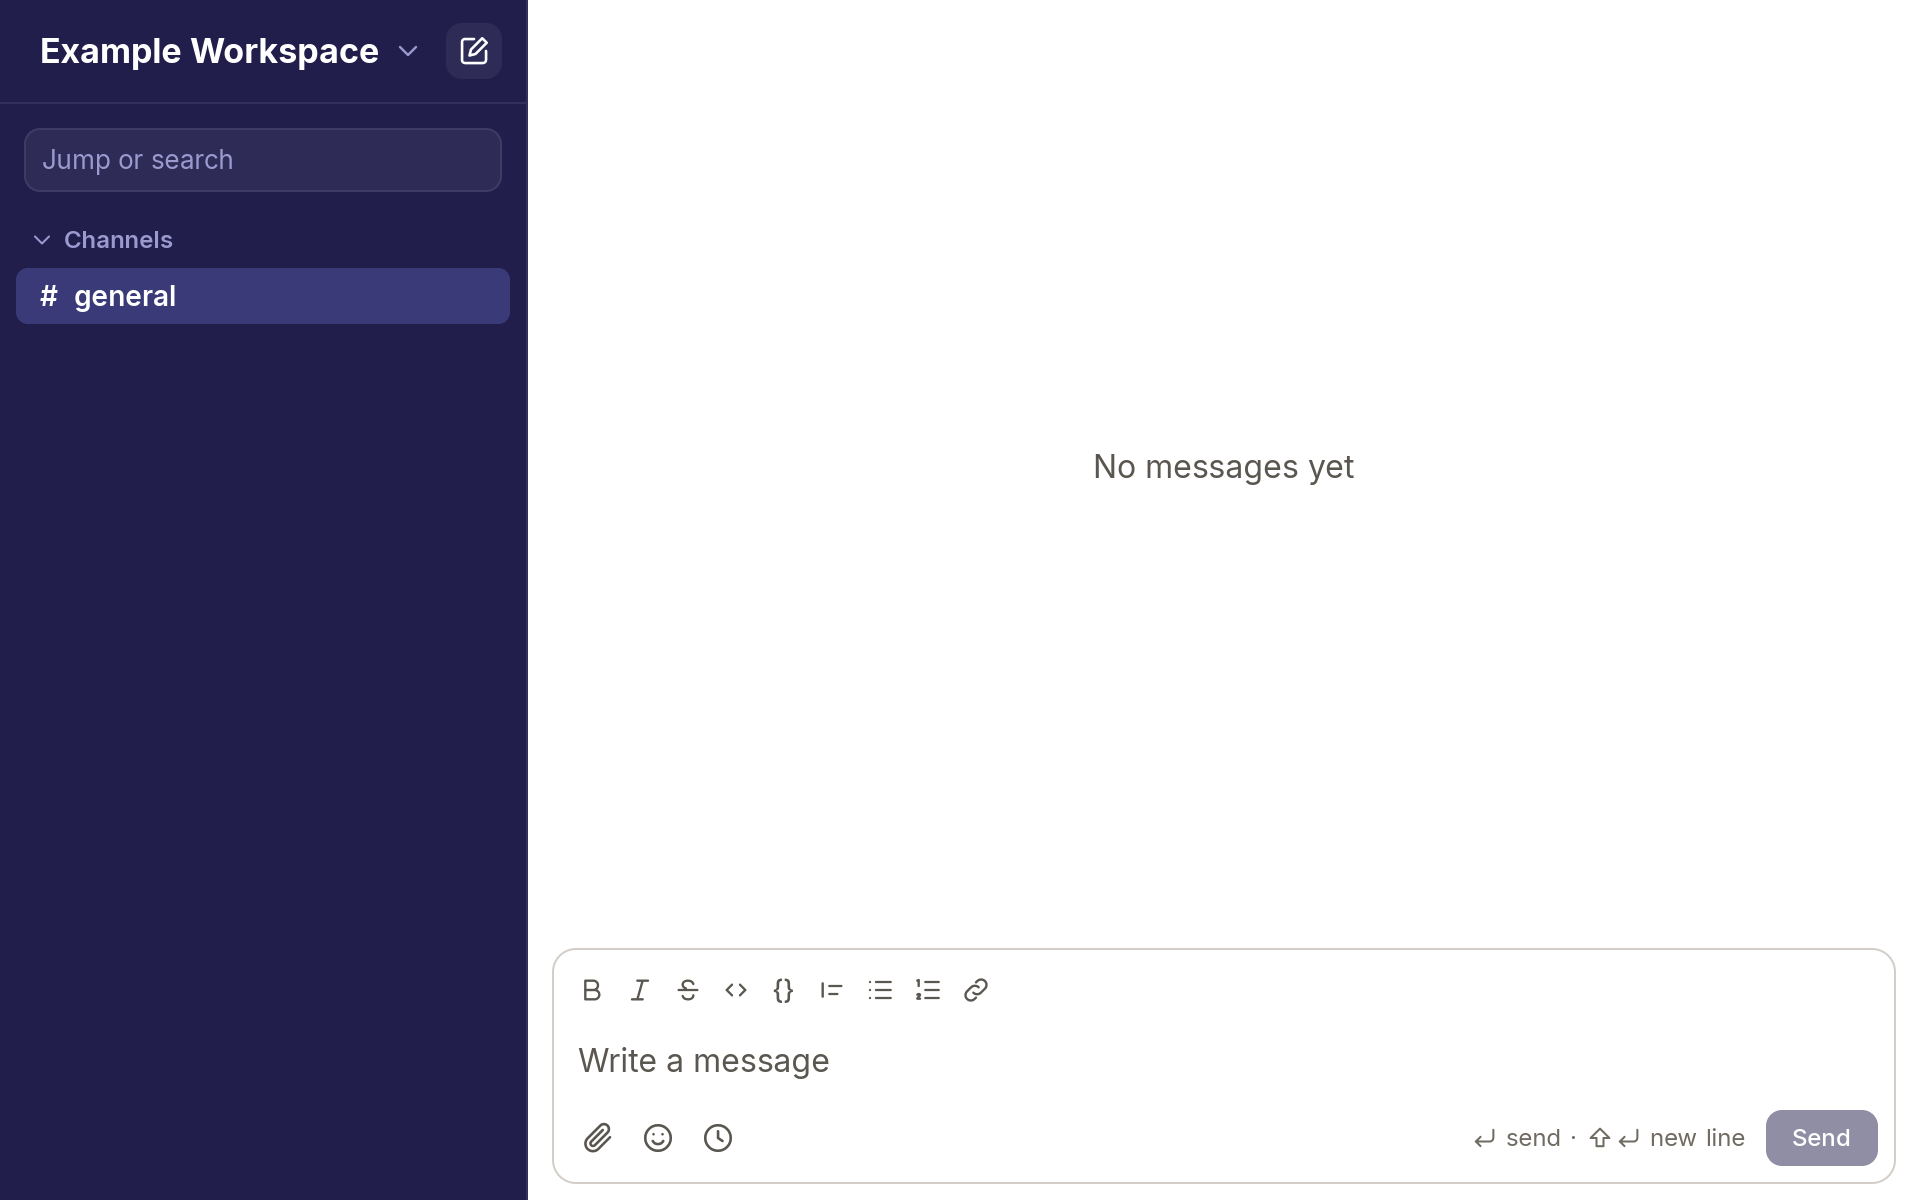 Example Workspace
Jump or search
Channels
# general
No messages yet
Write a message
send · new line
Send